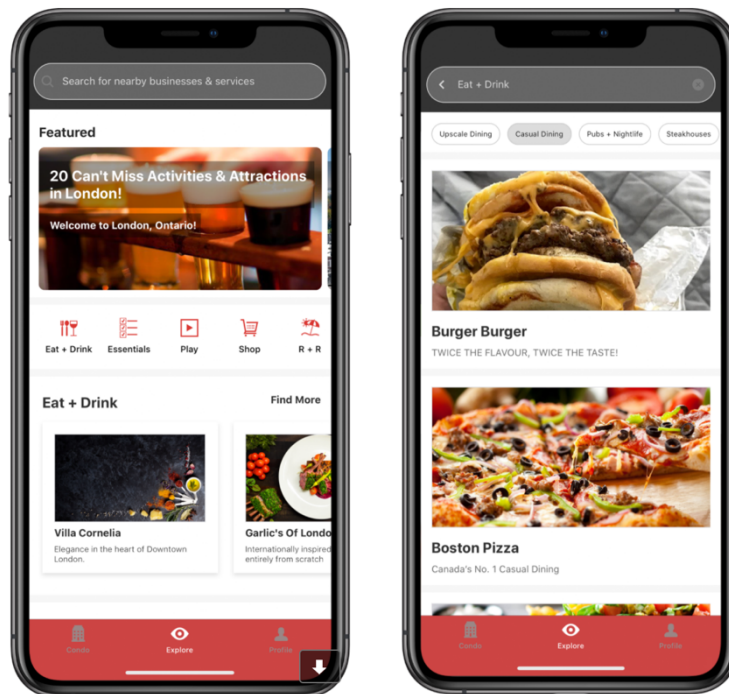 Search for nearby businesses & services
Featured
20 Can't Miss Activities & Attractions
in London!
Welcome to London, Ontario!
Eat + Drink
Essentials
Play
Shop
R + R
Eat + Drink
Find More
Villa Cornelia
Elegance in the heart of Downtown
London.
Garlic's Of Londo
Internationally inspired
entirely from scratch
Condo
Explore
Profile
Eat + Drink
Upscale Dining
Casual Dining
Pubs + Nightlife
Steakhouses
Burger Burger
TWICE THE FLAVOUR, TWICE THE TASTE!
Boston Pizza
Canada's No. 1 Casual Dining
Condo
Explore
Profile